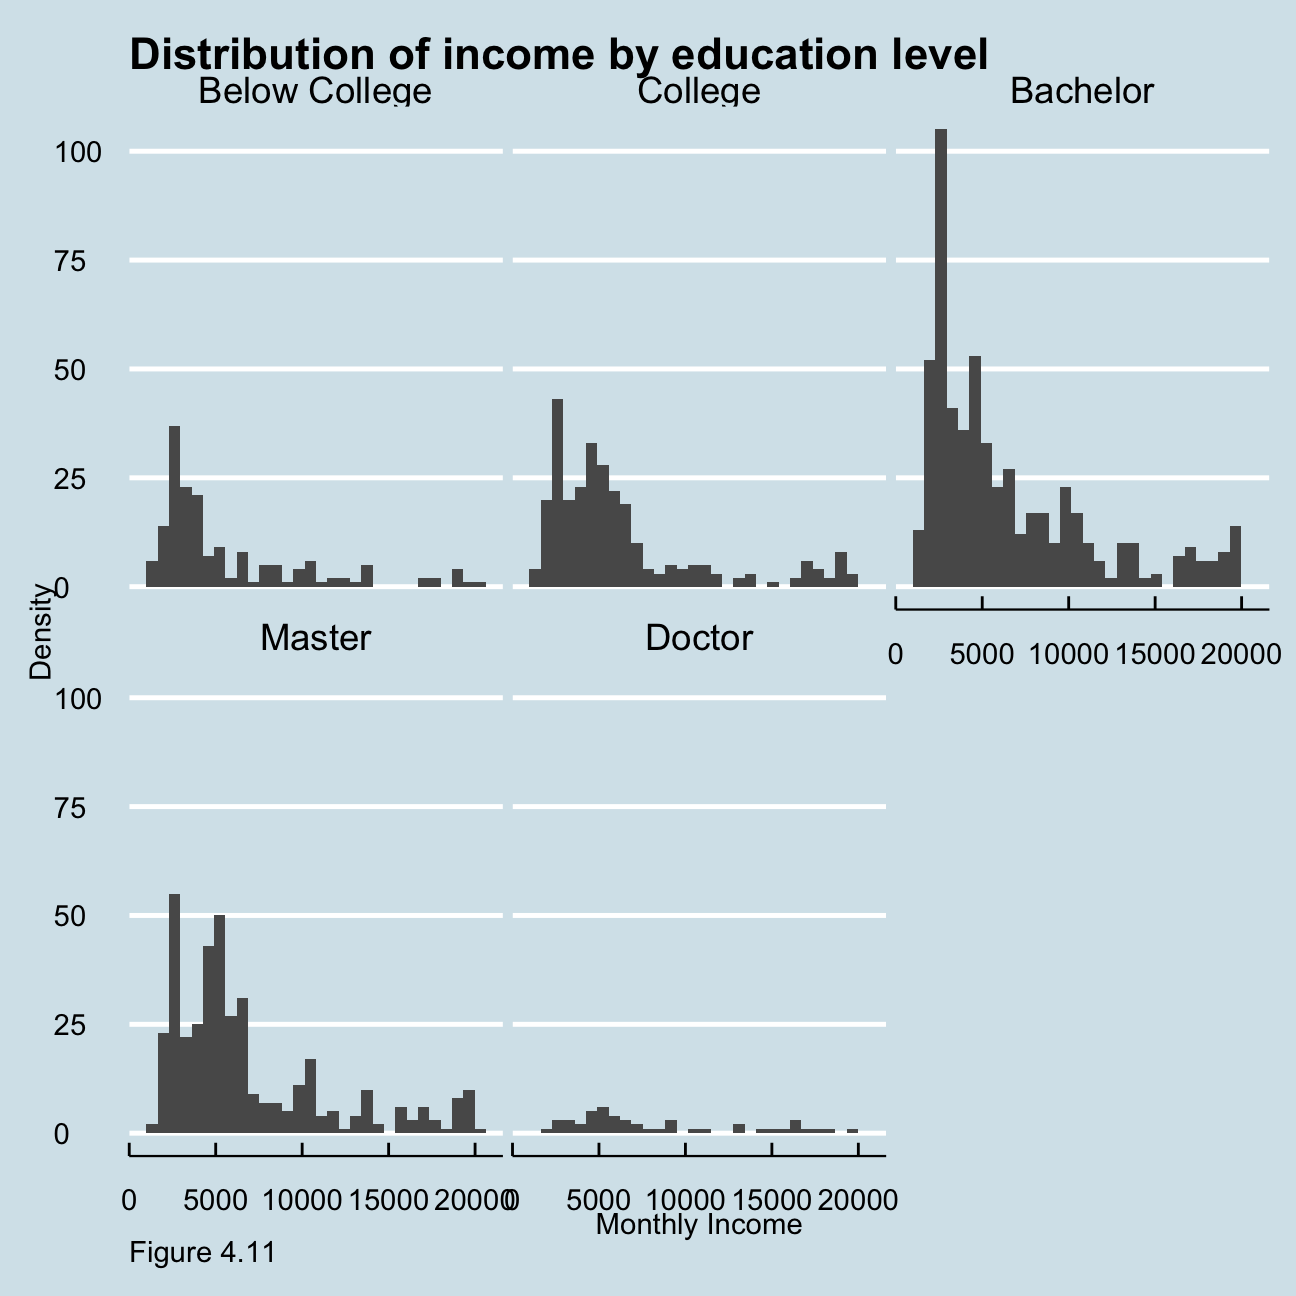 Distribution of income by education level
Below College
College
Bachelor
100
75
50
25
0
0 5000 10000 15000 20000
Density
Master
Doctor
100
75
50
25
0
0 5000 10000 15000 20000
0 5000 10000 15000 20000
Monthly Income
Figure 4.11